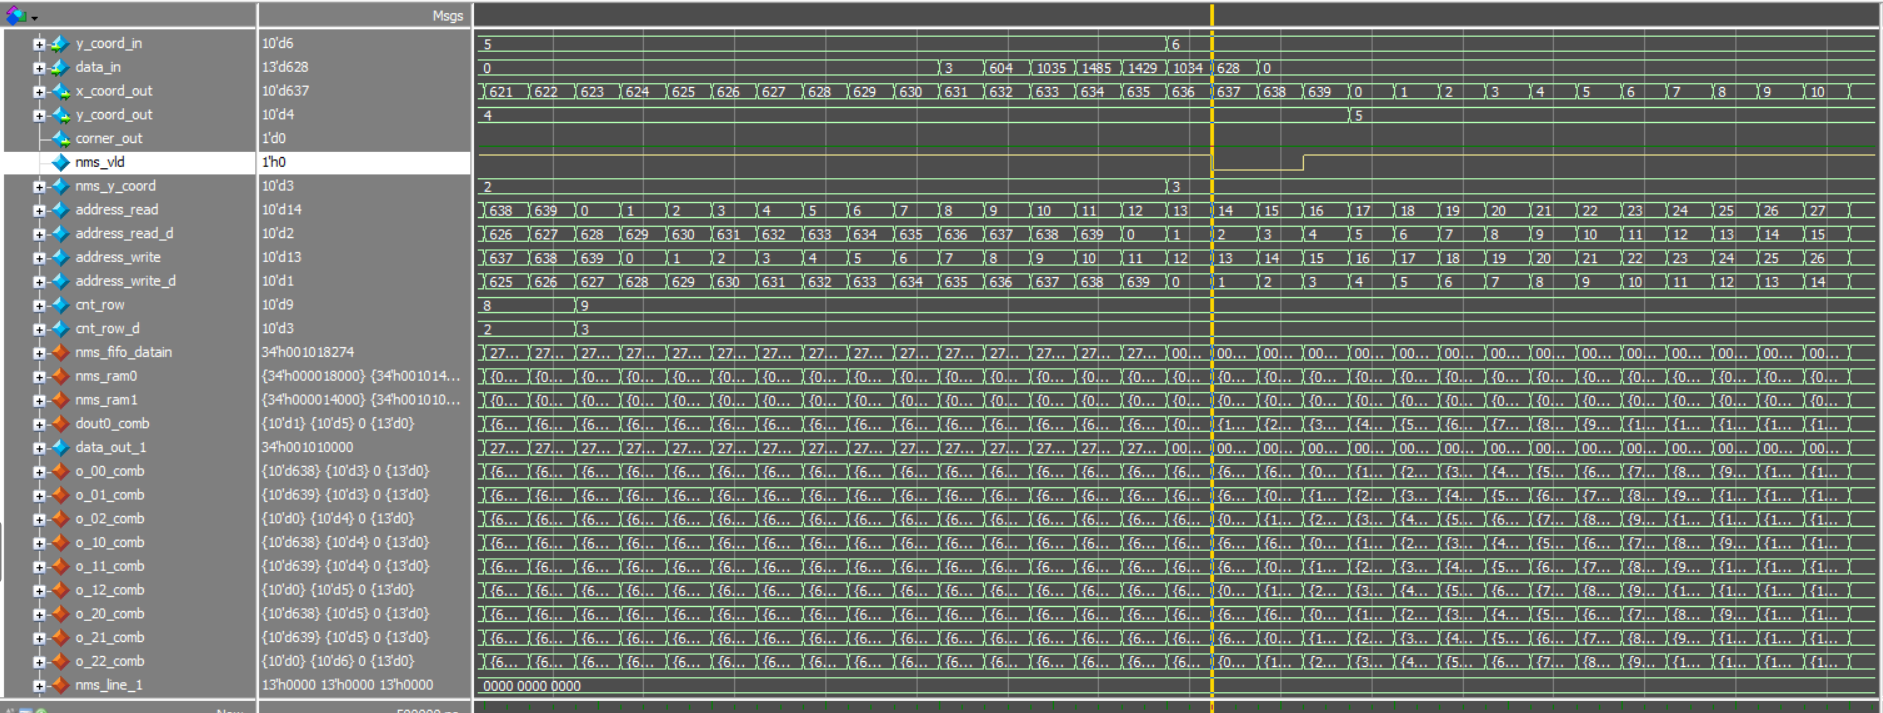 Msgs
y_coord_in 10'd6 5 6
data_in 13'd628 0 3 604 1035 1485 1429 1034 628 0
x_coord_out 10'd637 621 622 623 624 625 626 627 628 629 630 631 632 633 634 635 636 637 638 639 0 1 2 3 4 5 6 7 8 9 10
y_coord_out 10'd4 4 5
corner_out 1'd0
nms_vld 1'h0
nms_y_coord 10'd3 2 3
address_read 10'd14 638 639 0 1 2 3 4 5 6 7 8 9 10 11 12 13 14 15 16 17 18 19 20 21 22 23 24 25 26 27
address_read_d 10'd2 626 627 628 629 630 631 632 633 634 635 636 637 638 639 0 1 2 3 4 5 6 7 8 9 10 11 12 13 14 15
address_write 10'd13 637 638 639 0 1 2 3 4 5 6 7 8 9 10 11 12 13 14 15 16 17 18 19 20 21 22 23 24 25 26
address_write_d 10'd1 625 626 627 628 629 630 631 632 633 634 635 636 637 638 639 0 1 2 3 4 5 6 7 8 9 10 11 12 13 14
cnt_row 10'd9 8 9
cnt_row_d 10'd3 2 3
nms_fifo_datain 34'h001018274 27... 27... 27... 27... 27... 27... 27... 27... 27... 27... 27... 27... 27... 27... 27... 00... 00... 00... 00... 00... 00... 00... 00... 00... 00... 00... 00... 00... 00... 00...
nms_ram0 {34'h000018000} {34'h001014... {0... {0... {0... {0... {0... {0... {0... {0... {0... {0... {0... {0... {0... {0... {0... {0... {0... {0... {0... {0... {0... {0... {0... {0... {0... {0... {0... {0... {0... {0...
nms_ram1 {34'h000014000} {34'h001010... {0... {0... {0... {0... {0... {0... {0... {0... {0... {0... {0... {0... {0... {0... {0... {0... {0... {0... {0... {0... {0... {0... {0... {0... {0... {0... {0... {0... {0... {0...
dout0_comb {10'd1} {10'd5} 0 {13'd0} {6... {6... {6... {6... {6... {6... {6... {6... {6... {6... {6... {6... {6... {6... {6... {0... {1... {2... {3... {4... {5... {6... {7... {8... {9... {1... {1... {1... {1... {1...
data_out_1 34'h001010000 27... 27... 27... 27... 27... 27... 27... 27... 27... 27... 27... 27... 27... 27... 27... 00... 00... 00... 00... 00... 00... 00... 00... 00... 00... 00... 00... 00... 00... 00...
o_00_comb {10'd638} {10'd3} 0 {13'd0} {6... {6... {6... {6... {6... {6... {6... {6... {6... {6... {6... {6... {6... {6... {6... {6... {6... {6... {0... {1... {2... {3... {4... {5... {6... {7... {8... {9... {1... {1...
o_01_comb {10'd639} {10'd3} 0 {13'd0} {6... {6... {6... {6... {6... {6... {6... {6... {6... {6... {6... {6... {6... {6... {6... {6... {6... {0... {1... {2... {3... {4... {5... {6... {7... {8... {9... {1... {1... {1...
o_02_comb {10'd0} {10'd4} 0 {13'd0} {6... {6... {6... {6... {6... {6... {6... {6... {6... {6... {6... {6... {6... {6... {6... {6... {0... {1... {2... {3... {4... {5... {6... {7... {8... {9... {1... {1... {1... {1...
o_10_comb {10'd638} {10'd4} 0 {13'd0} {6... {6... {6... {6... {6... {6... {6... {6... {6... {6... {6... {6... {6... {6... {6... {6... {6... {6... {0... {1... {2... {3... {4... {5... {6... {7... {8... {9... {1... {1...
o_11_comb {10'd639} {10'd4} 0 {13'd0} {6... {6... {6... {6... {6... {6... {6... {6... {6... {6... {6... {6... {6... {6... {6... {6... {6... {0... {1... {2... {3... {4... {5... {6... {7... {8... {9... {1... {1... {1...
o_12_comb {10'd0} {10'd5} 0 {13'd0} {6... {6... {6... {6... {6... {6... {6... {6... {6... {6... {6... {6... {6... {6... {6... {6... {0... {1... {2... {3... {4... {5... {6... {7... {8... {9... {1... {1... {1... {1...
o_20_comb {10'd638} {10'd5} 0 {13'd0} {6... {6... {6... {6... {6... {6... {6... {6... {6... {6... {6... {6... {6... {6... {6... {6... {6... {6... {0... {1... {2... {3... {4... {5... {6... {7... {8... {9... {1... {1...
o_21_comb {10'd639} {10'd5} 0 {13'd0} {6... {6... {6... {6... {6... {6... {6... {6... {6... {6... {6... {6... {6... {6... {6... {6... {6... {0... {1... {2... {3... {4... {5... {6... {7... {8... {9... {1... {1... {1...
o_22_comb {10'd0} {10'd6} 0 {13'd0} {6... {6... {6... {6... {6... {6... {6... {6... {6... {6... {6... {6... {6... {6... {6... {6... {0... {1... {2... {3... {4... {5... {6... {7... {8... {9... {1... {1... {1... {1...
nms_line_1 13'h0000 13'h0000 13'h0000 0000 0000 0000